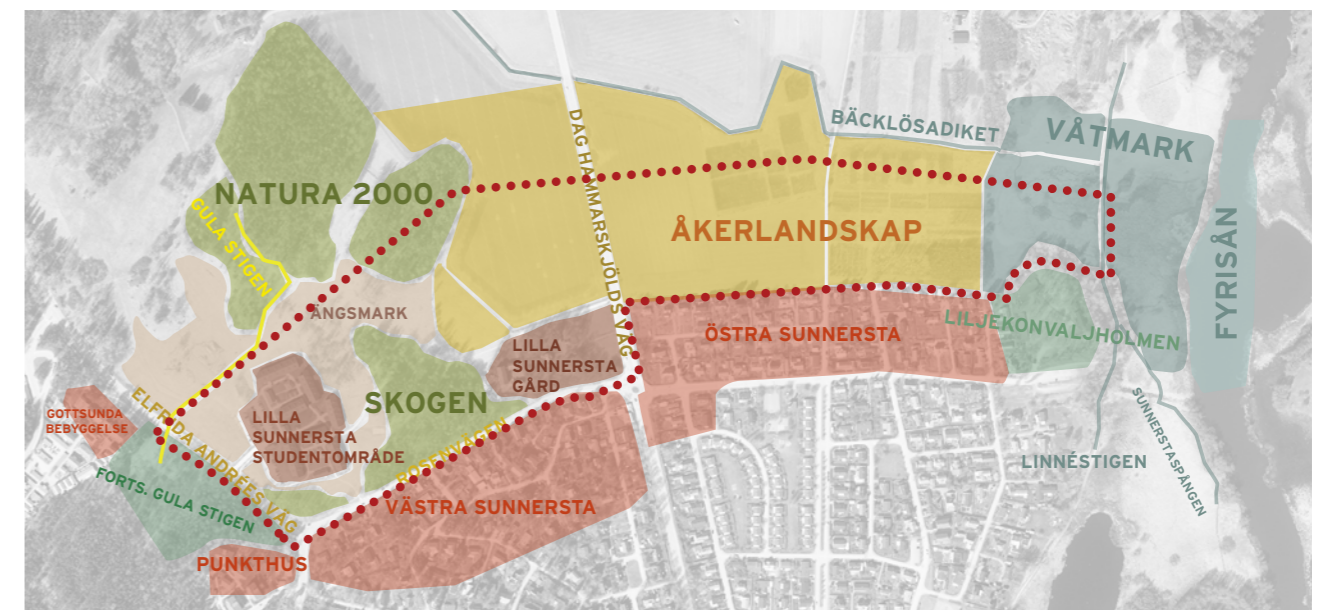 BÄCKLÖSADIKET
VÅTMARK
DAG HAMMARSKJÖLDS VÄG
NATURA 2000
GULA STIGEN
ÅKERLANDSKAP
FYRISÅN
ÄNGSMARK
LILJEKONVALJHOLMEN
ÖSTRA SUNNERSTA
LILLA
SUNNERSTA
GÅRD
SKOGEN
GOTTSUNDA
BEBYGGELSE
ELFRIDA ANDRÉES VÄG
LILLA
SUNNERSTA
STUDENTOMRÅDE
ROSENVÄGEN
SUNNERSTASPÅNGEN
LINNÉSTIGEN
FORTS. GULA STIGEN
VÄSTRA SUNNERSTA
PUNKTHUS